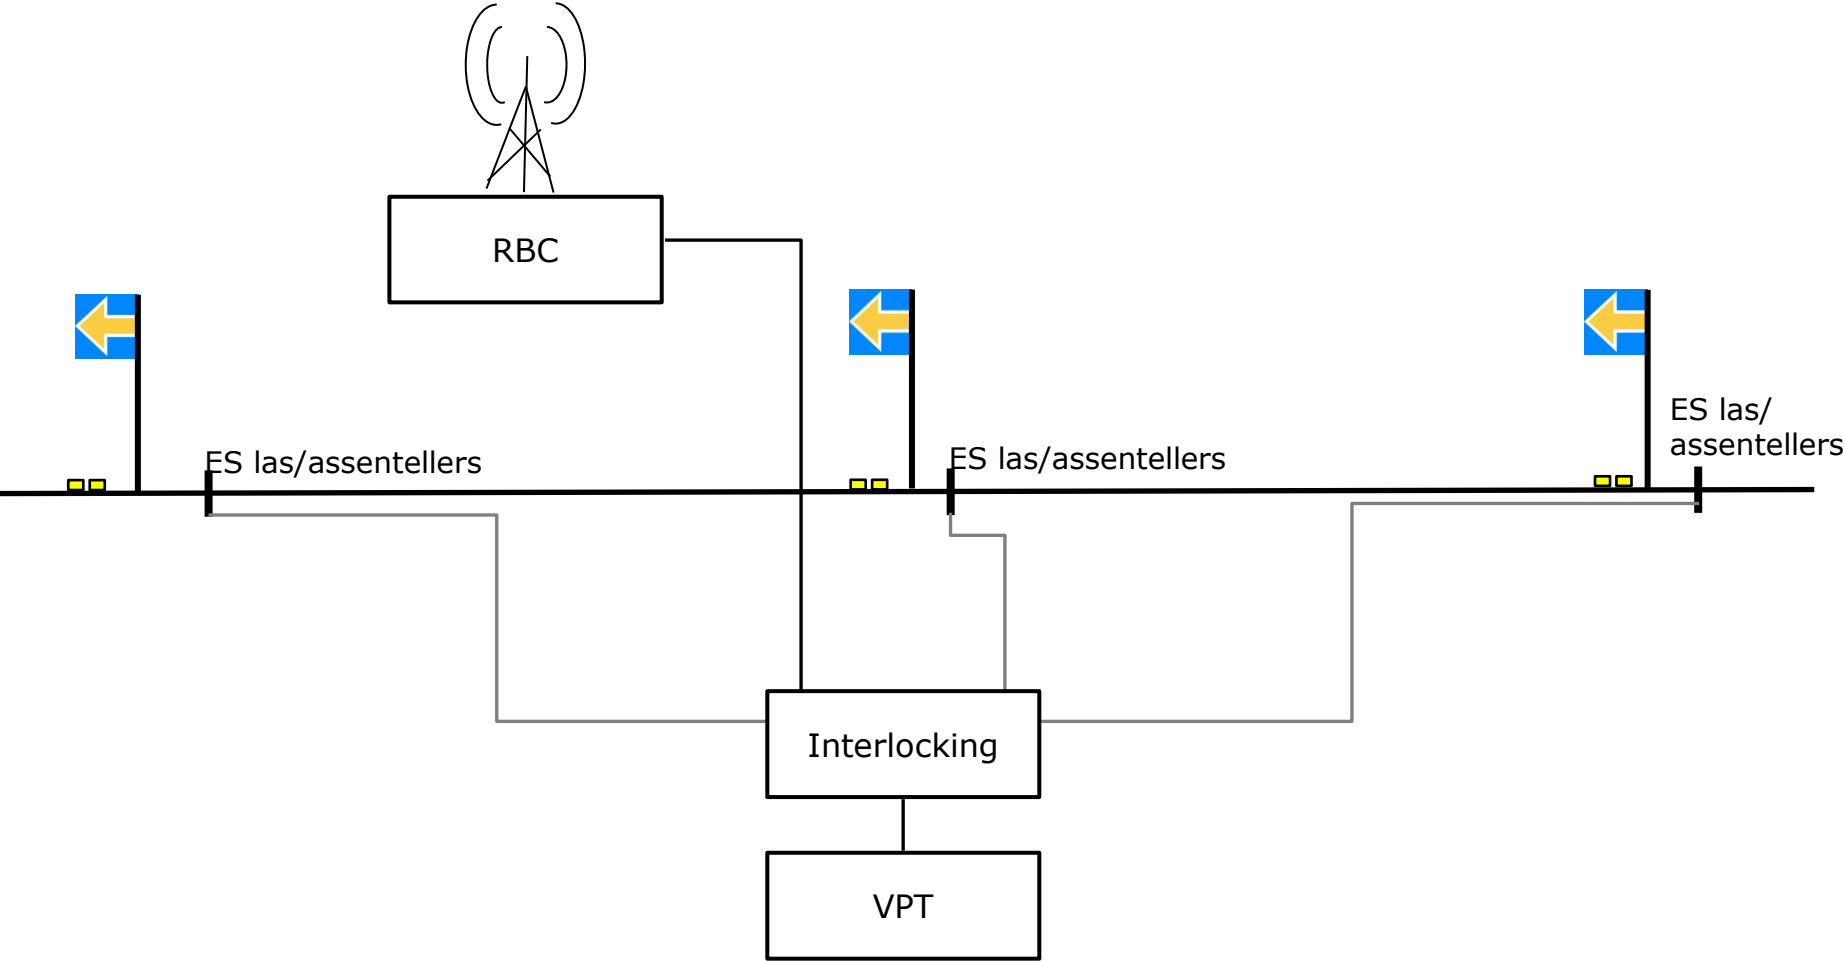 RBC
ES las/
assentellers
ES las/assentellers
ES las/assentellers
Interlocking
VPT